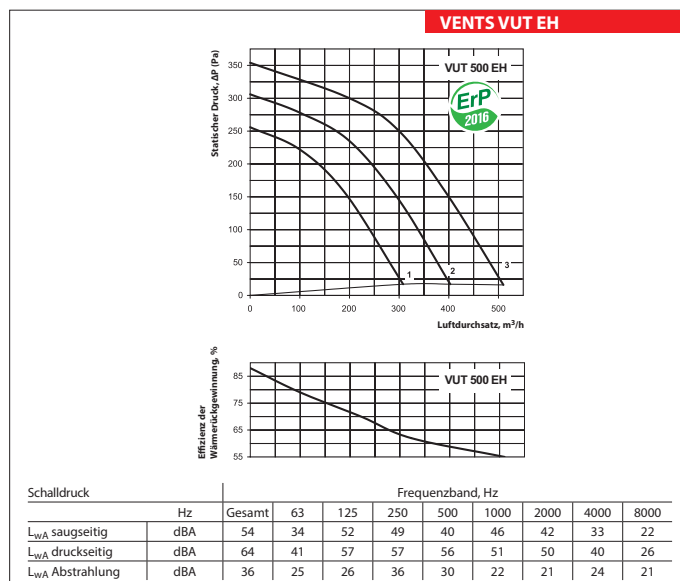 VENTS VUT EH
VUT 500 EH
ErP
2016
Statischer Druck, ΔP (Pa)
350
300
250
200
150
100
50
0
1
2
3
0 100 200 300 400 500
Luftdurchsatz, m³/h
VUT 500 EH
Effizienz der
Wärmerückgewinnung, %
85
75
65
55
Schalldruck Frequenzband, Hz
Hz Gesamt 63 125 250 500 1000 2000 4000 8000
LwA saugseitig dBA 54 34 52 49 40 46 42 33 22
LwA druckseitig dBA 64 41 57 57 56 51 50 40 26
LwA Abstrahlung dBA 36 25 26 36 30 22 21 24 21